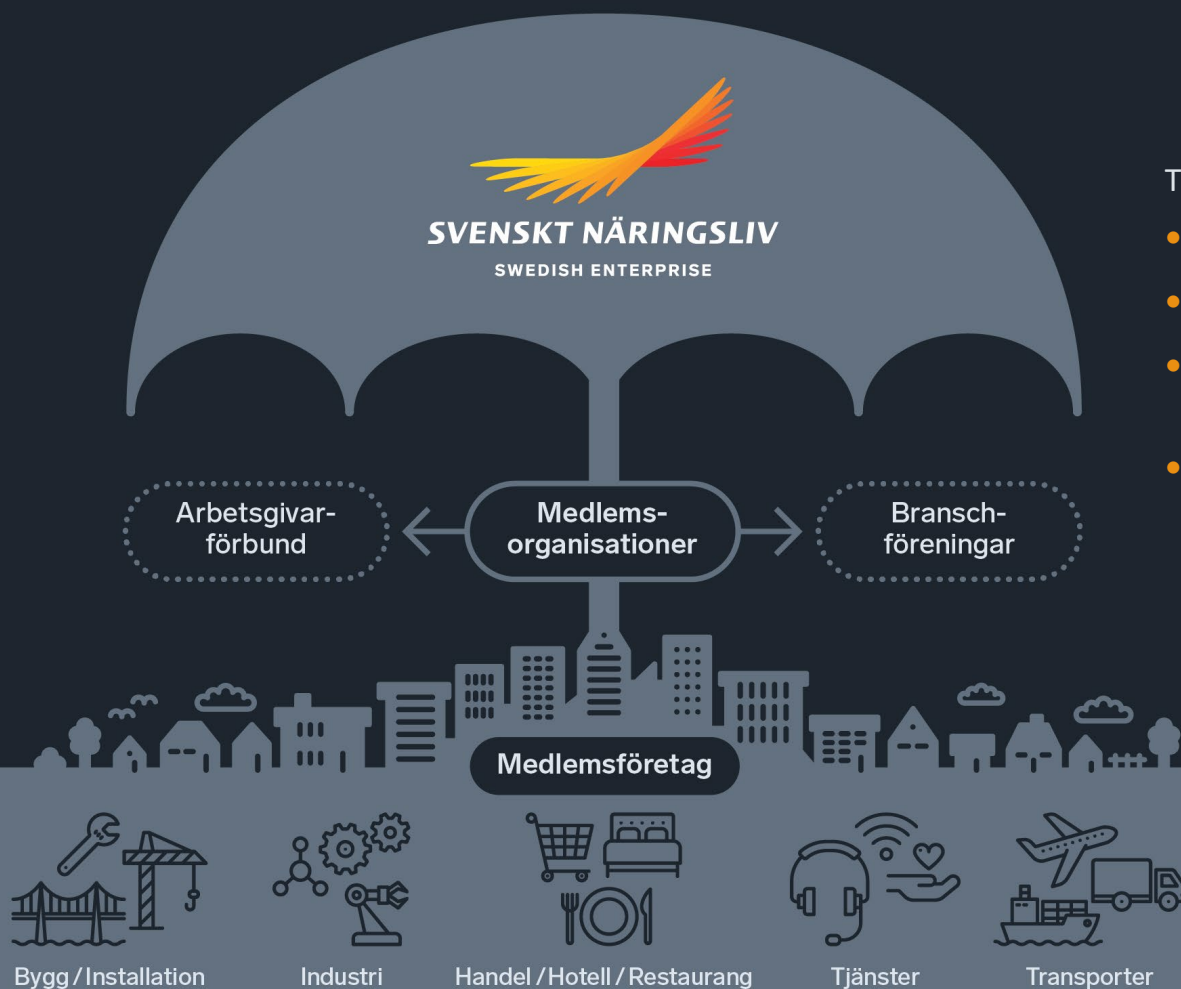 SVENSKT NÄRINGSLIV
SWEDISH ENTERPRISE
T
Arbetsgivar-
förbund
Medlems-
organisationer
Bransch-
föreningar
Medlemsföretag
Bygg / Installation
Industri
Handel / Hotell / Restaurang
Tjänster
Transporter